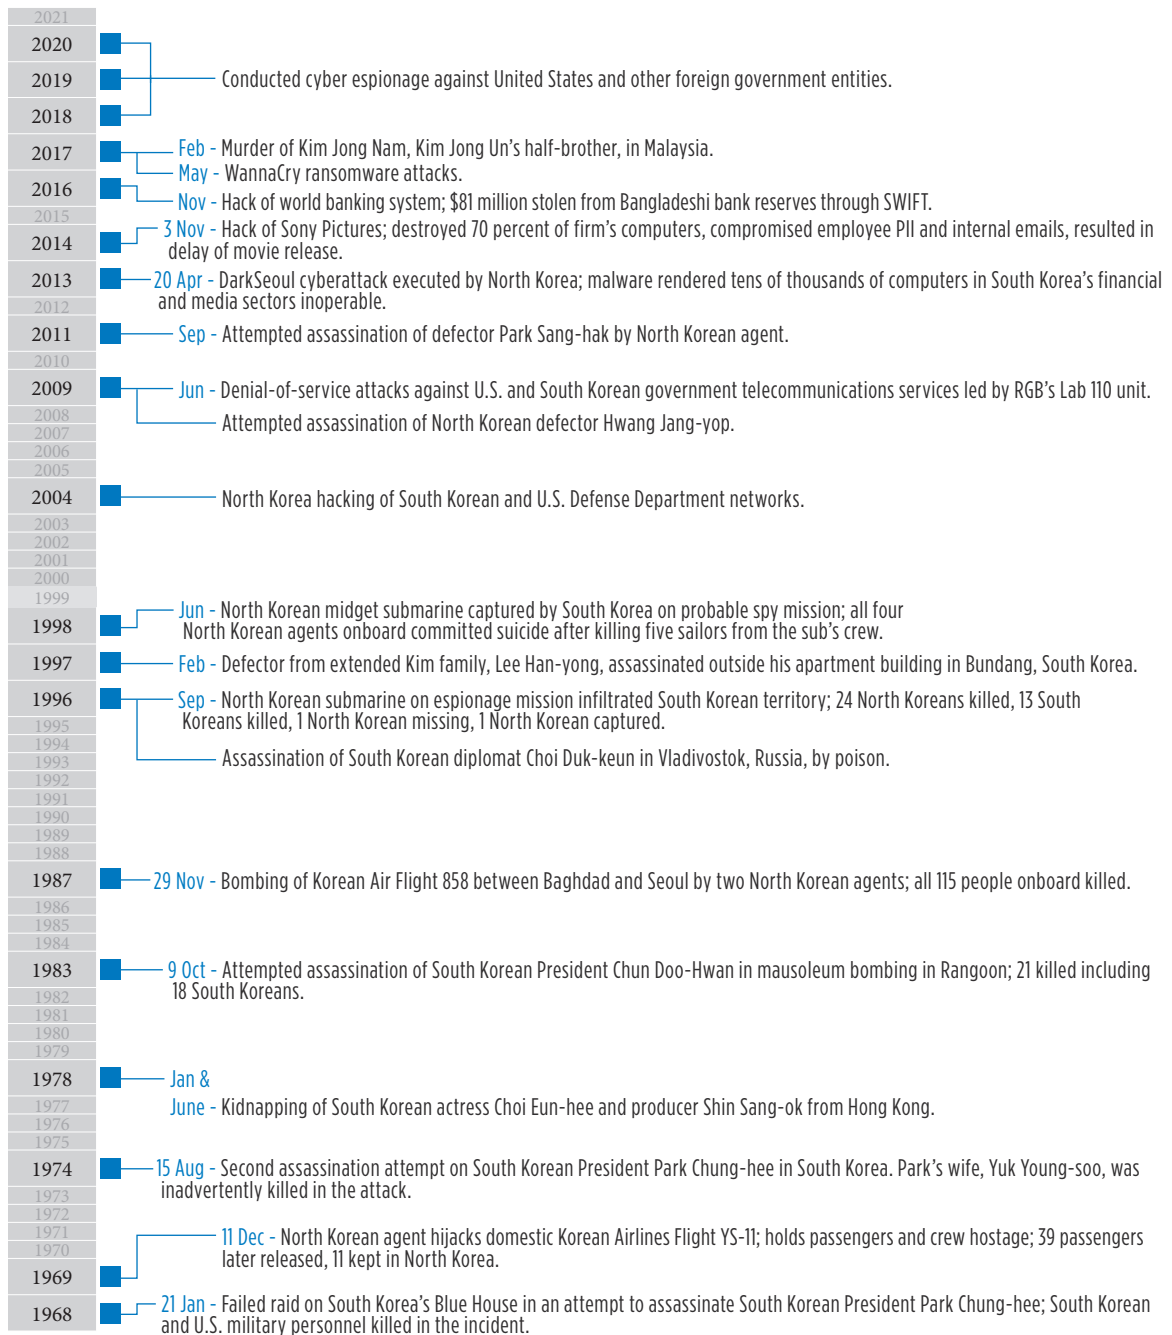 2021
2020
2019
Conducted cyber espionage against United States and other foreign government entities.
2018
2017
Feb - Murder of Kim Jong Nam, Kim Jong Un’s half-brother, in Malaysia.
May - WannaCry ransomware attacks.
2016
Nov - Hack of world banking system; $81 million stolen from Bangladeshi bank reserves through SWIFT.
2015
2014
3 Nov - Hack of Sony Pictures; destroyed 70 percent of firm’s computers, compromised employee PII and internal emails, resulted in
delay of movie release.
2013
20 Apr - DarkSeoul cyberattack executed by North Korea; malware rendered tens of thousands of computers in South Korea’s financial
and media sectors inoperable.
2012
2011
Sep - Attempted assassination of defector Park Sang-hak by North Korean agent.
2010
2009
Jun - Denial-of-service attacks against U.S. and South Korean government telecommunications services led by RGB’s Lab 110 unit.
2008
Attempted assassination of North Korean defector Hwang Jang-yop.
2007
2006
2005
2004
North Korea hacking of South Korean and U.S. Defense Department networks.
2003
2002
2001
2000
1999
1998
Jun - North Korean midget submarine captured by South Korea on probable spy mission; all four
North Korean agents onboard committed suicide after killing five sailors from the sub’s crew.
1997
Feb - Defector from extended Kim family, Lee Han-yong, assassinated outside his apartment building in Bundang, South Korea.
1996
Sep - North Korean submarine on espionage mission infiltrated South Korean territory; 24 North Koreans killed, 13 South
Koreans killed, 1 North Korean missing, 1 North Korean captured.
1995
1994
1993
Assassination of South Korean diplomat Choi Duk-keun in Vladivostok, Russia, by poison.
1992
1991
1990
1989
1988
1987
29 Nov - Bombing of Korean Air Flight 858 between Baghdad and Seoul by two North Korean agents; all 115 people onboard killed.
1986
1985
1984
1983
9 Oct - Attempted assassination of South Korean President Chun Doo-Hwan in mausoleum bombing in Rangoon; 21 killed including
18 South Koreans.
1982
1981
1980
1979
1978
Jan &
June - Kidnapping of South Korean actress Choi Eun-hee and producer Shin Sang-ok from Hong Kong.
1977
1976
1975
1974
15 Aug - Second assassination attempt on South Korean President Park Chung-hee in South Korea. Park’s wife, Yuk Young-soo, was
inadvertently killed in the attack.
1973
1972
1971
1970
11 Dec - North Korean agent hijacks domestic Korean Airlines Flight YS-11; holds passengers and crew hostage; 39 passengers
later released, 11 kept in North Korea.
1969
1968
21 Jan - Failed raid on South Korea’s Blue House in an attempt to assassinate South Korean President Park Chung-hee; South Korean
and U.S. military personnel killed in the incident.